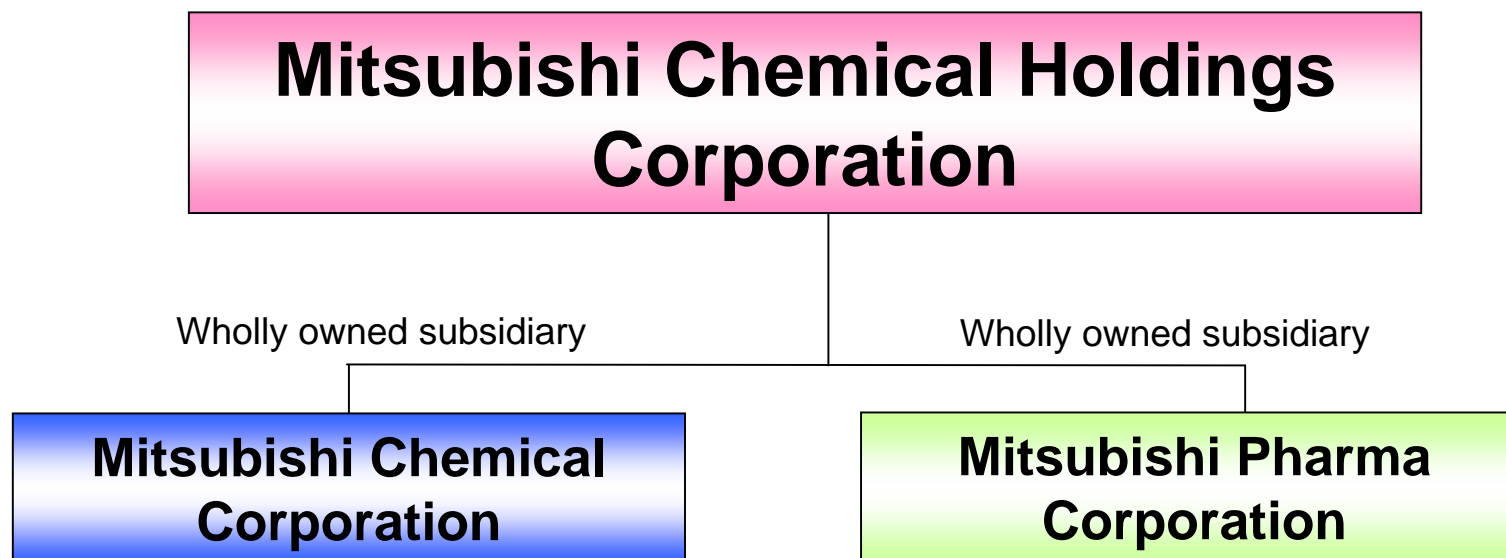 Mitsubishi Chemical Holdings
Corporation
Wholly owned subsidiary
Wholly owned subsidiary
Mitsubishi Chemical
Corporation
Mitsubishi Pharma
Corporation